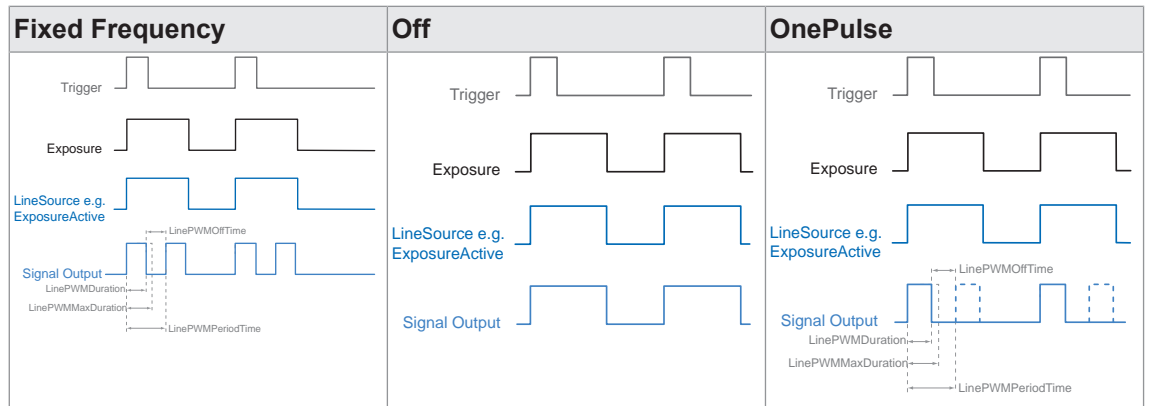 Fixed Frequency
Trigger
Exposure
LineSource e.g.
ExposureActive
LinePWMOffTime
Signal Output
LinePWMDuration
LinePWMMaxDuration
LinePWMPeriodTime
Off
Trigger
Exposure
LineSource e.g.
ExposureActive
Signal Output
OnePulse
Trigger
Exposure
LineSource e.g.
ExposureActive
LinePWMOffTime
Signal Output
LinePWMDuration
LinePWMMaxDuration
LinePWMPeriodTime